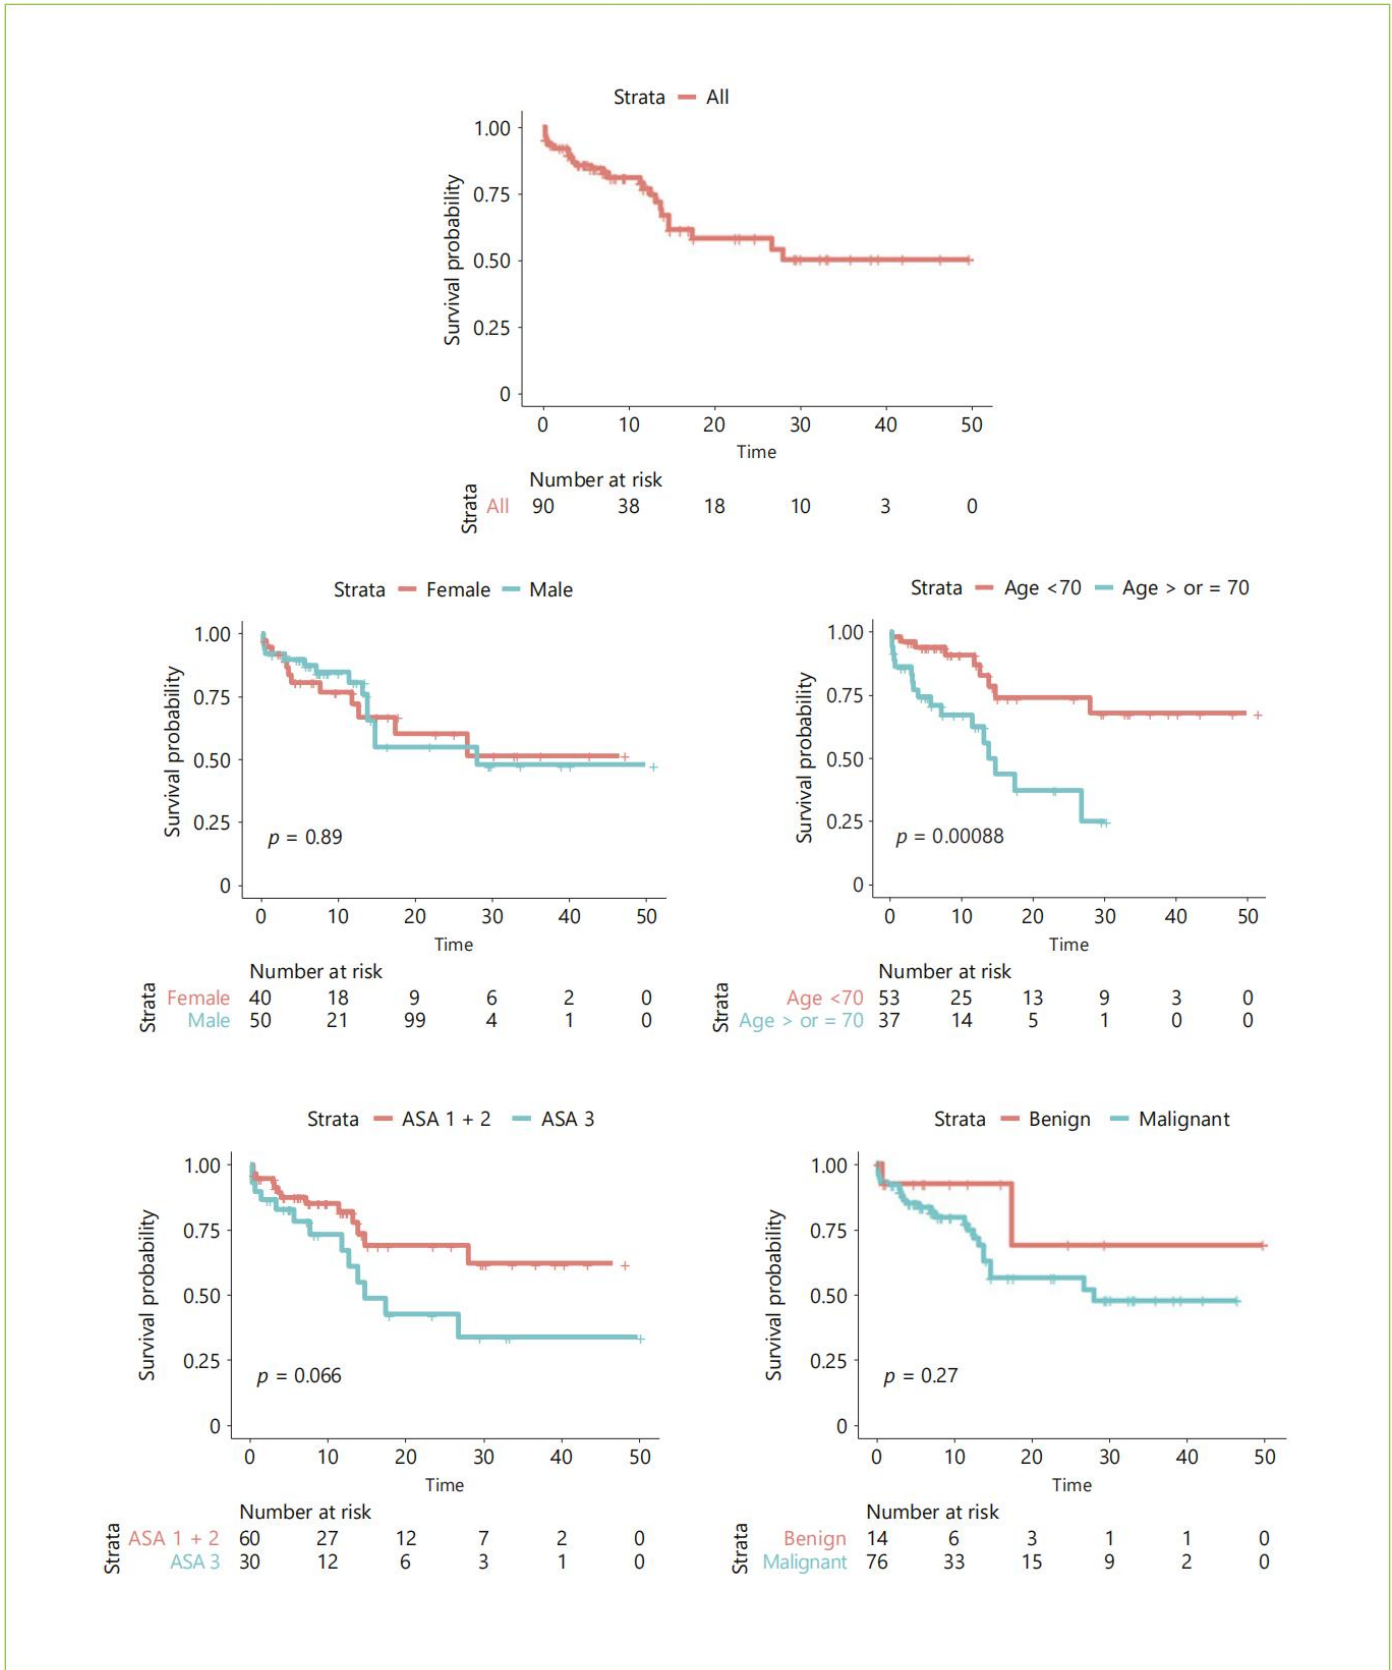 Strata All
1.00
0.75
0.50
0.25
0
Survival probability
0 10 20 30 40 50
Time
Number at risk
Strata
All 90 38 18 10 3 0
Strata Female Male
1.00
0.75
0.50
0.25
0
Survival probability
p = 0.89
0 10 20 30 40 50
Time
Number at risk
Strata
Female 40 18 9 6 2 0
Male 50 21 99 4 1 0
Strata Age <70 Age > or = 70
1.00
0.75
0.50
0.25
0
Survival probability
p = 0.00088
0 10 20 30 40 50
Time
Number at risk
Strata
Age <70 53 25 13 9 3 0
Age > or = 70 37 14 5 1 0 0
Strata ASA 1 + 2 ASA 3
1.00
0.75
0.50
0.25
0
Survival probability
p = 0.066
0 10 20 30 40 50
Time
Number at risk
Strata
ASA 1 + 2 60 27 12 7 2 0
ASA 3 30 12 6 3 1 0
Strata Benign Malignant
1.00
0.75
0.50
0.25
0
Survival probability
p = 0.27
0 10 20 30 40 50
Time
Number at risk
Strata
Benign 14 6 3 1 1 0
Malignant 76 33 15 9 2 0